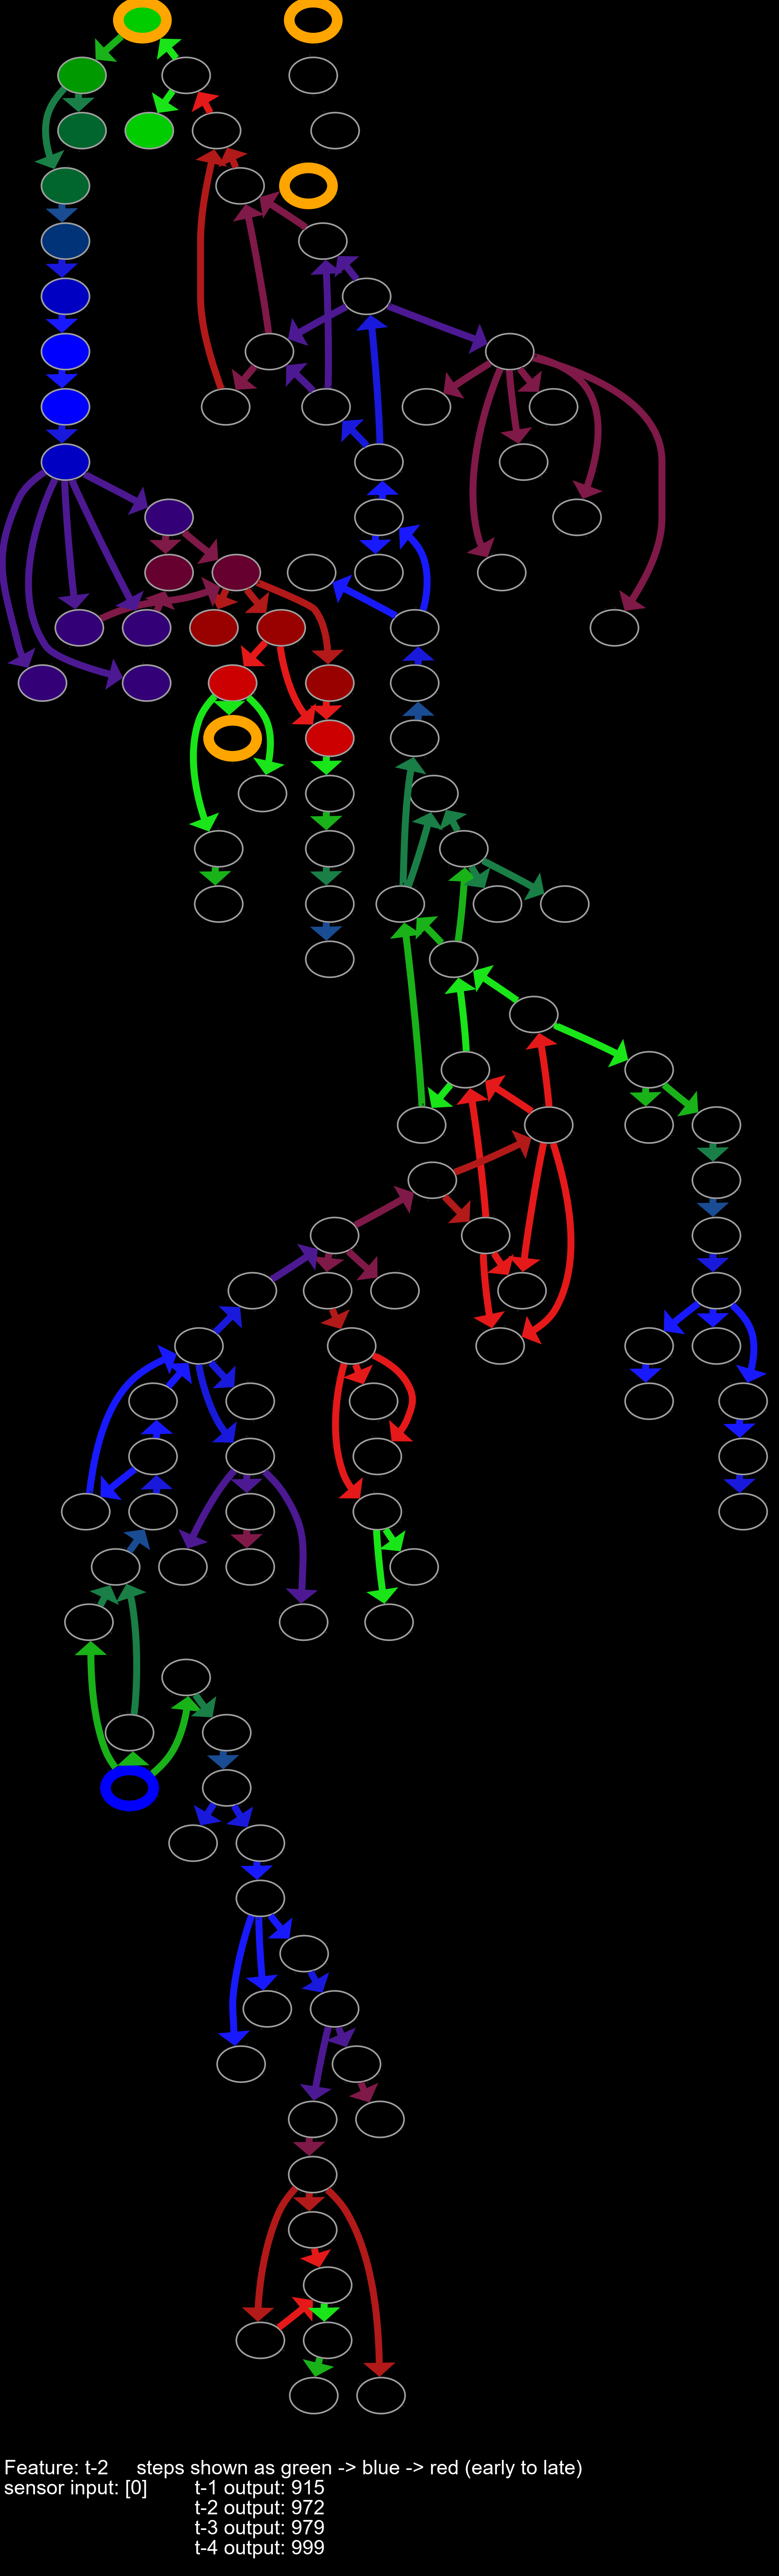 Feature: t-2     steps shown as green -> blue -> red (early to late)
sensor input: [0]     t-1 output: 915
t-2 output: 972
t-3 output: 979
t-4 output: 999